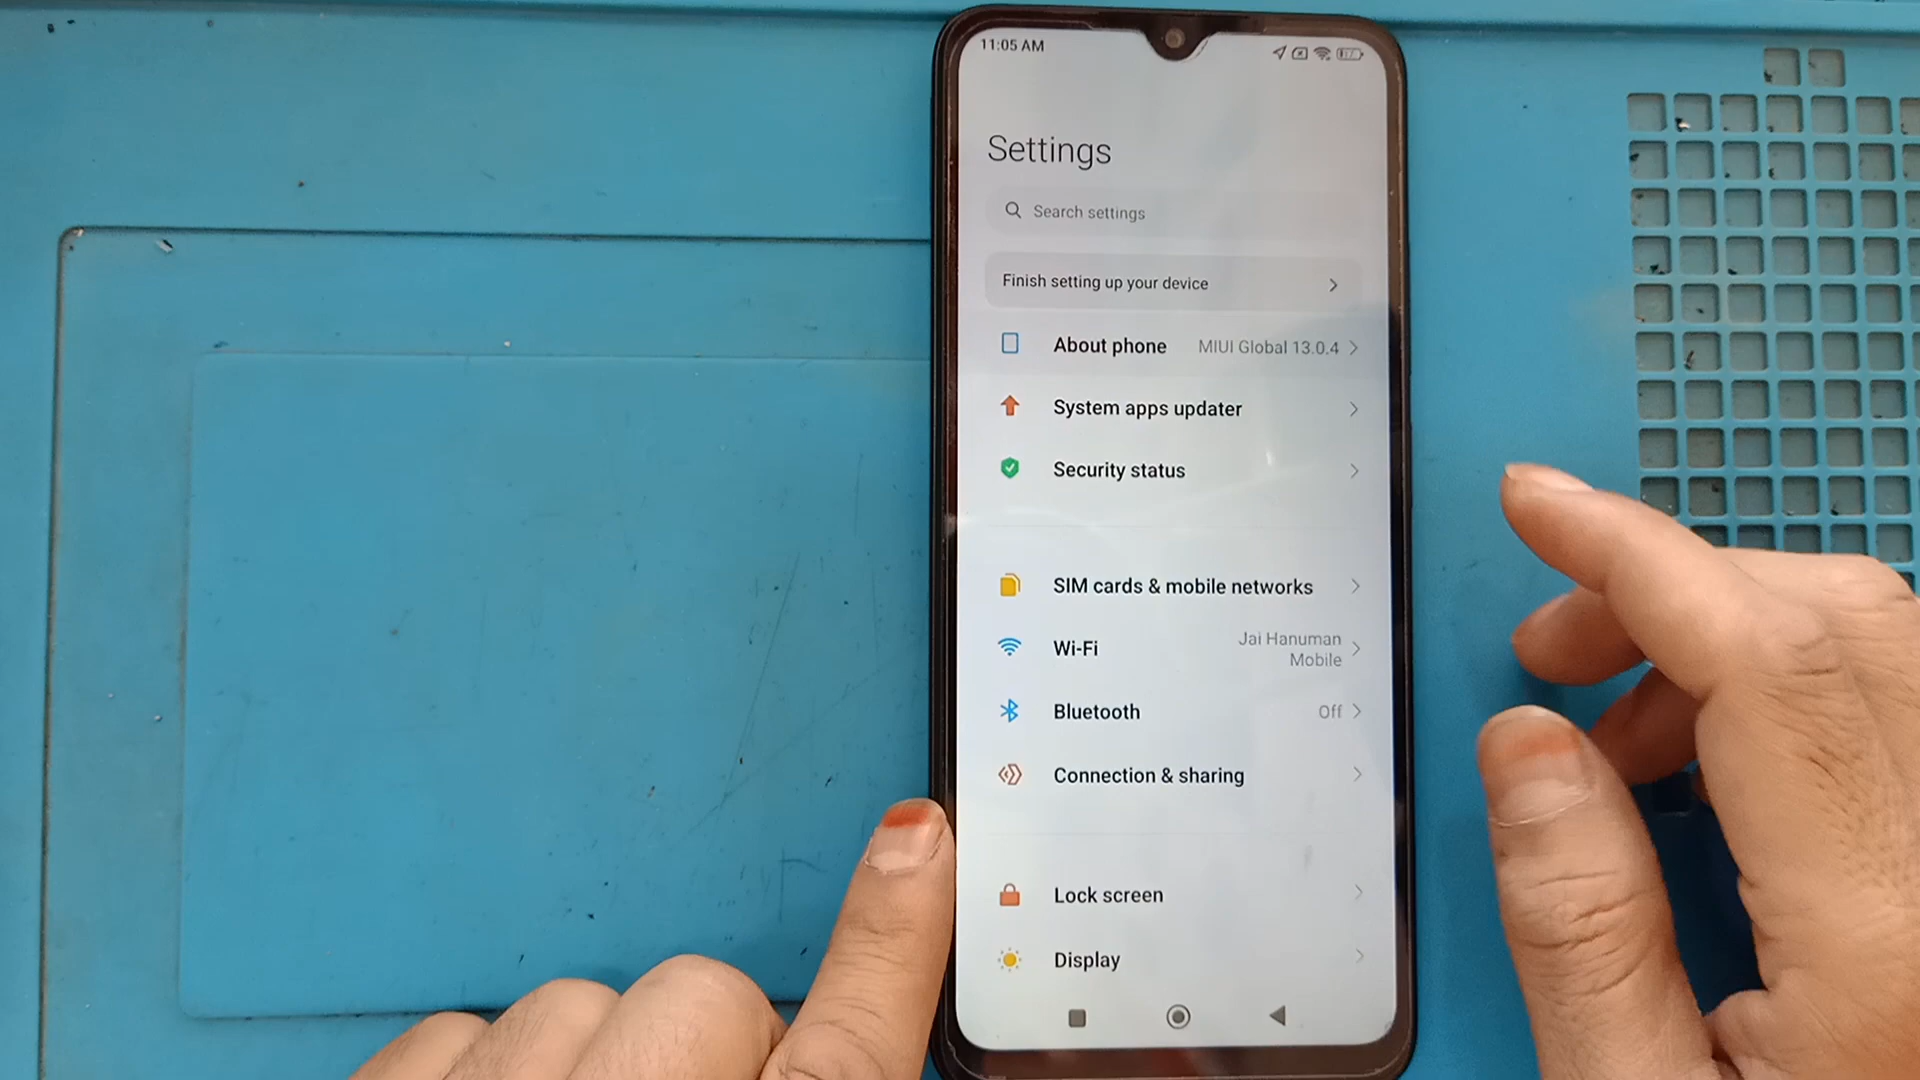 11:05 AM
Settings
Search settings
Finish setting up your device
About phone MIUI Global 13.0.4
System apps updater
Security status
SIM cards & mobile networks
Wi-Fi Jai Hanuman
Mobile
Bluetooth Off
Connection & sharing
Lock screen
Display